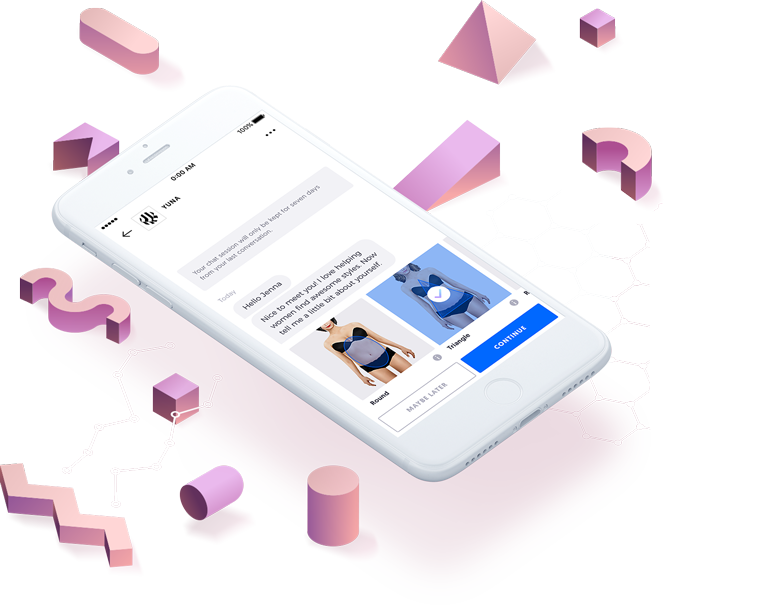 100%
0:00 AM
YUNA
Your chat session will only be kept for seven days
from your last conversation.
Today
Hello Jenna
Nice to meet you! I love helping
women find awesome styles. Now
tell me a little bit about yourself.
Round
Triangle
R
MAYBE LATER
CONTINUE